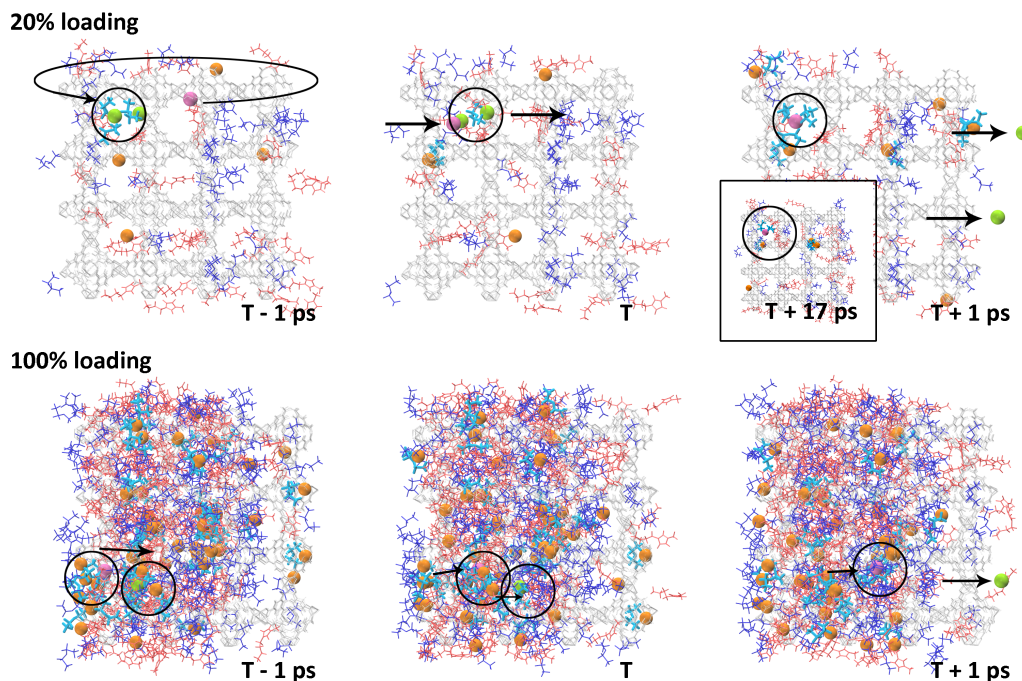 20% loading
T - 1 ps
T
T + 17 ps
T + 1 ps
100% loading
T - 1 ps
T
T + 1 ps